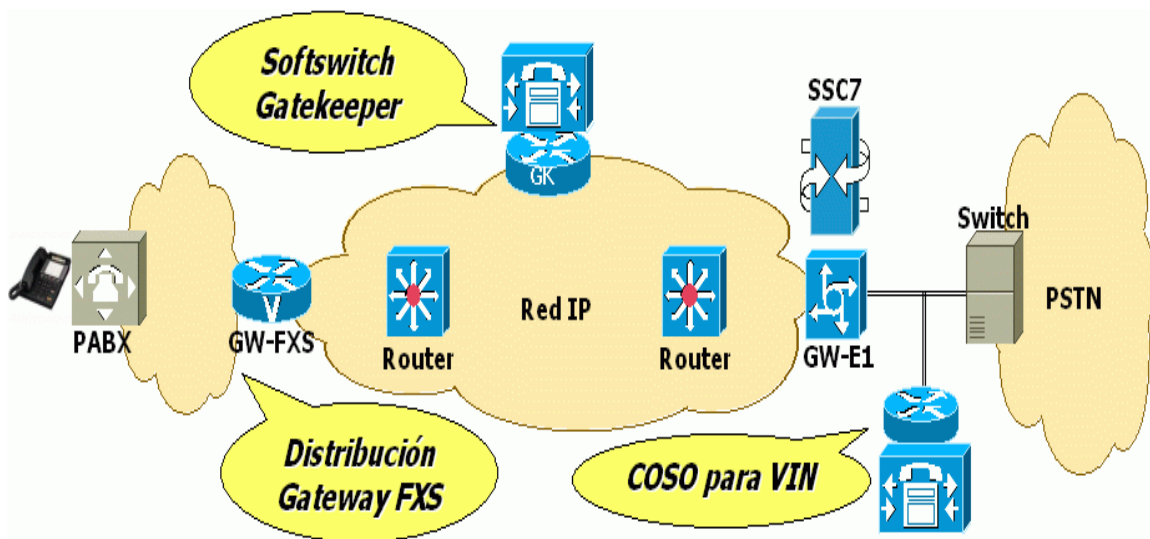 Softswitch
Gatekeeper
GK
SSC7
Switch
PSTN
PABX
V
GW-FXS
Router
Red IP
Router
GW-E1
Distribución
Gateway FXS
COSO para VIN